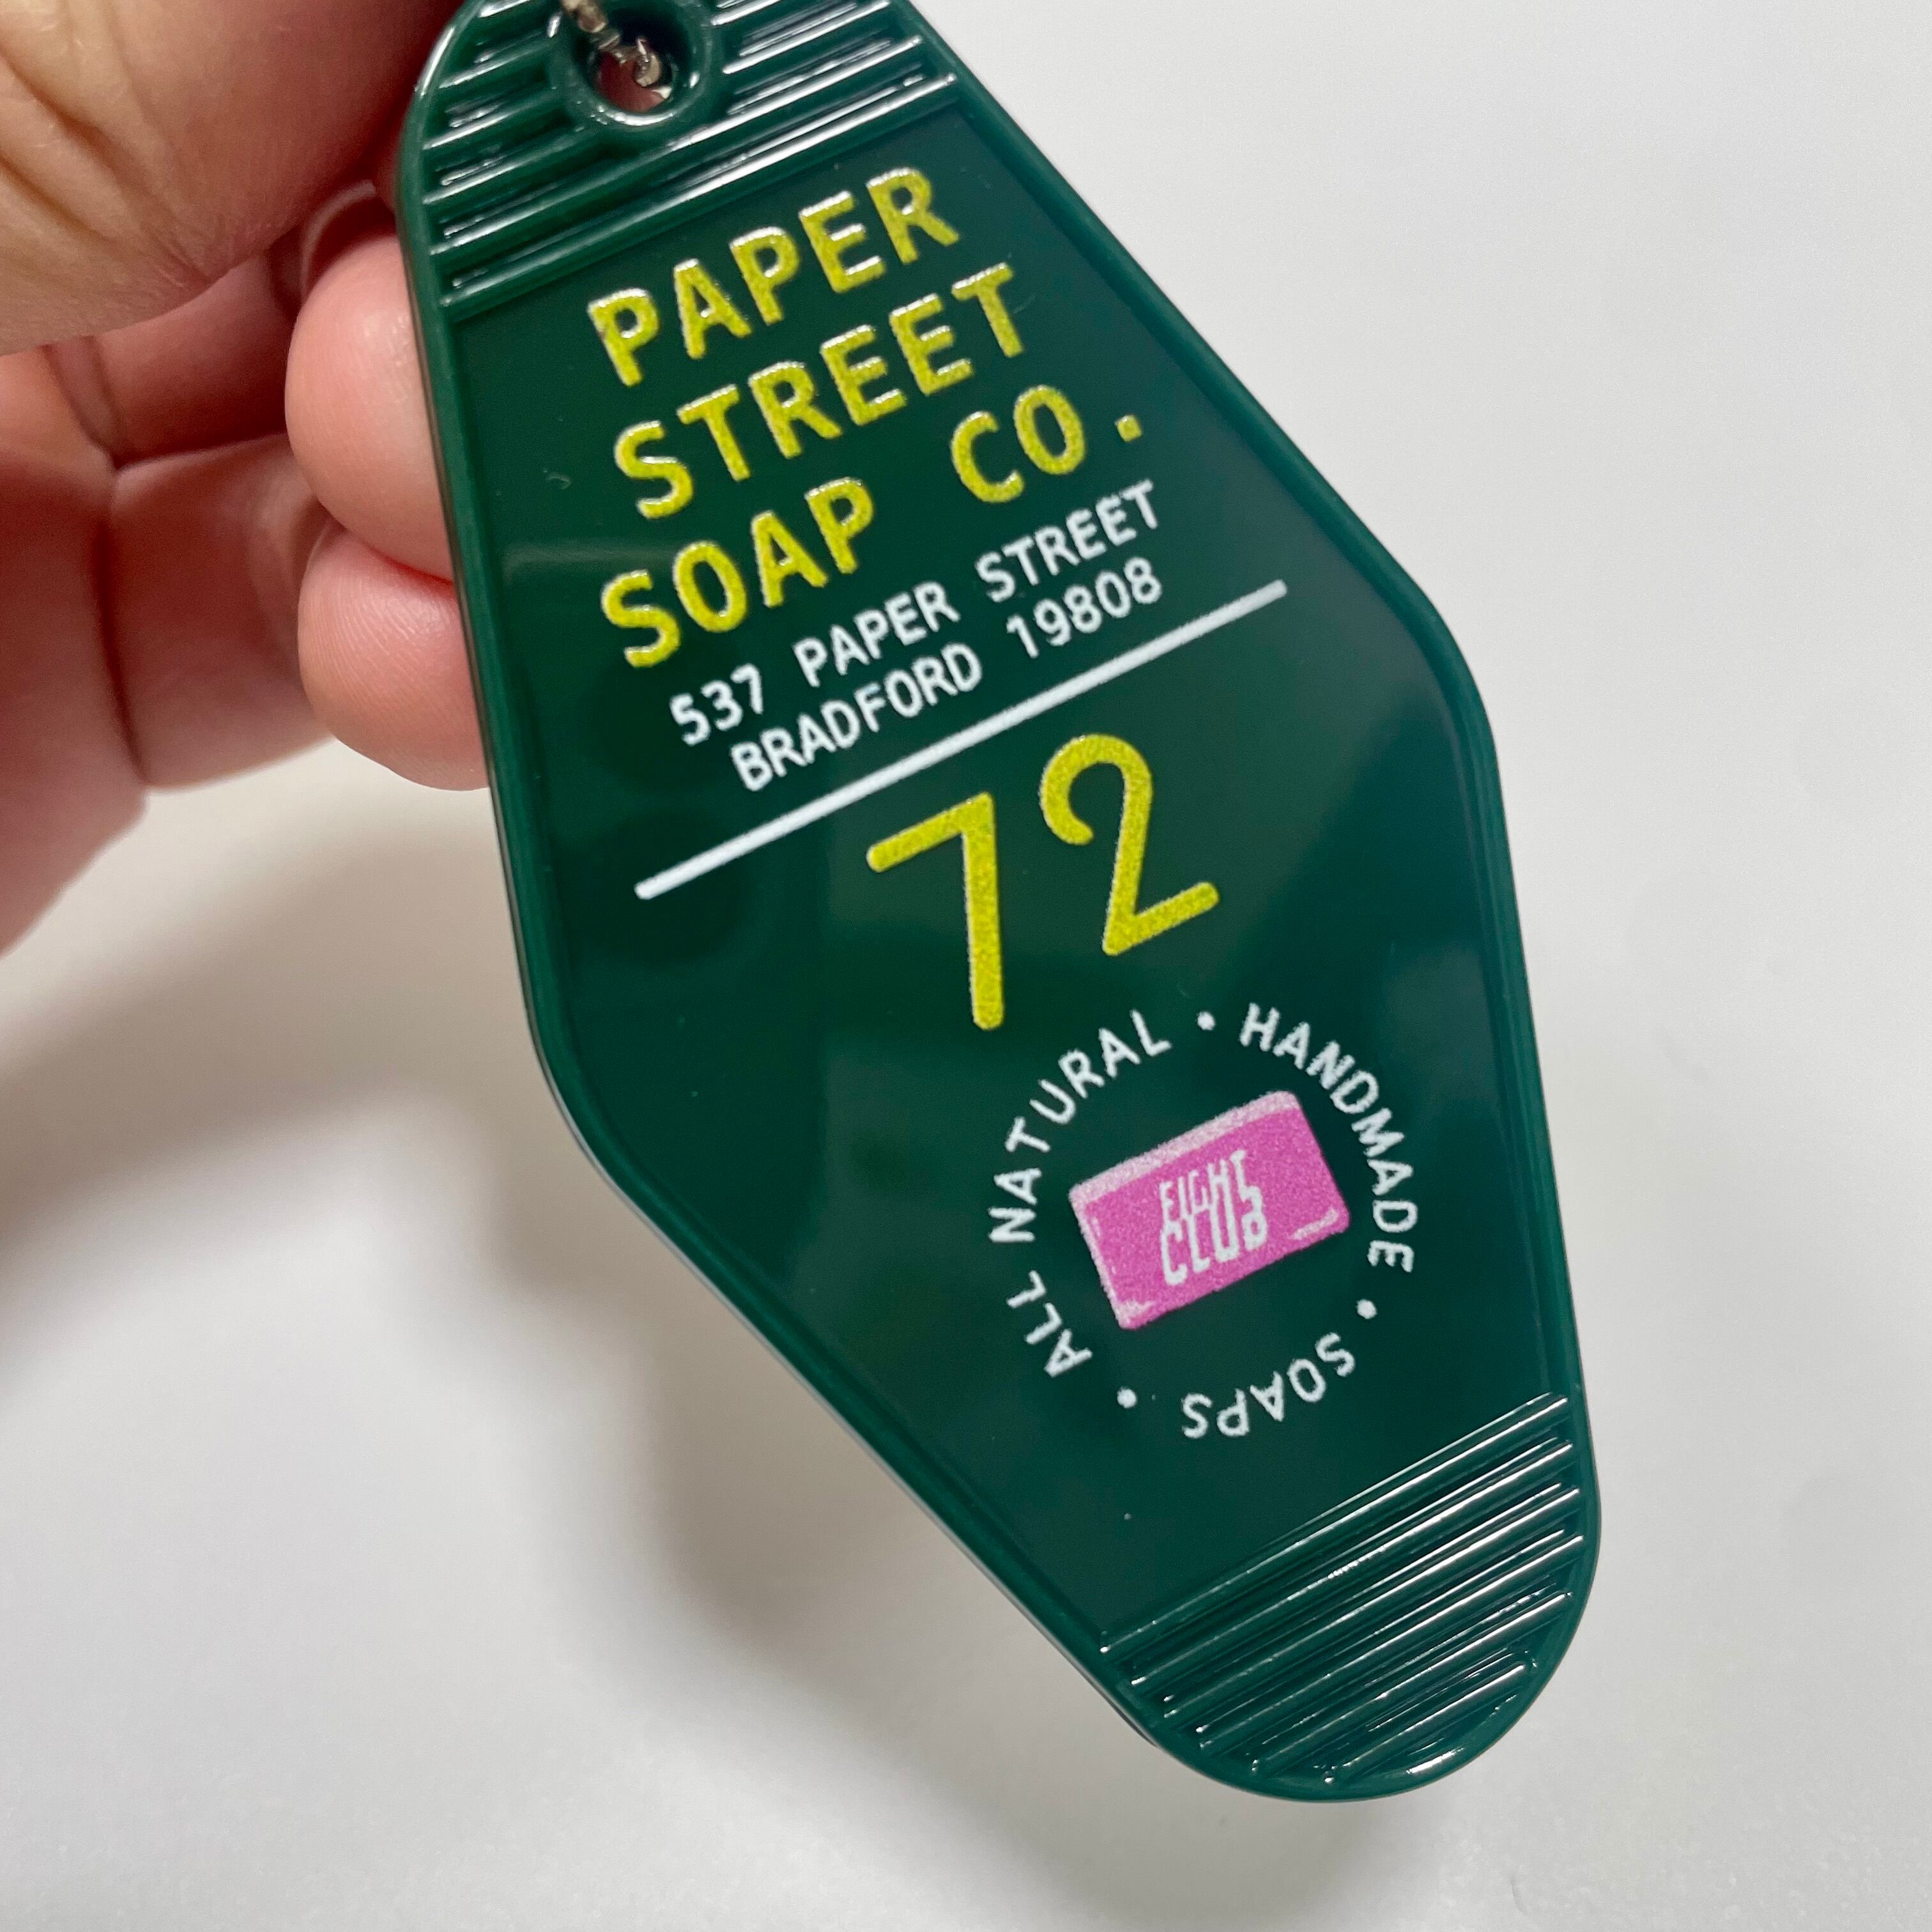 PAPER
STREET
SOAP CO.
537 PAPER STREET
BRADFORD 19808
72
ALL NATURAL • HANDMADE • SOAPS •
FIGHT
CLUB